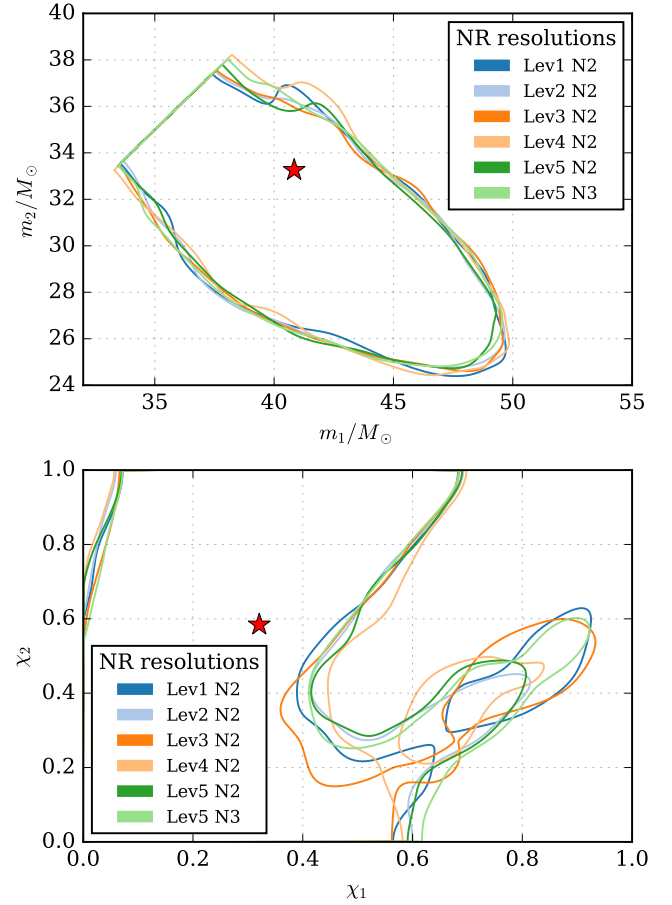 40
38
36
34
32
30
28
26
24
m₂/M⊙
NR resolutions
Lev1 N2
Lev2 N2
Lev3 N2
Lev4 N2
Lev5 N2
Lev5 N3
35 40 45 50 55
m₁/M⊙
1.0
0.8
0.6
0.4
0.2
0.0
χ₂
NR resolutions
Lev1 N2
Lev2 N2
Lev3 N2
Lev4 N2
Lev5 N2
Lev5 N3
0.0 0.2 0.4 0.6 0.8 1.0
χ₁